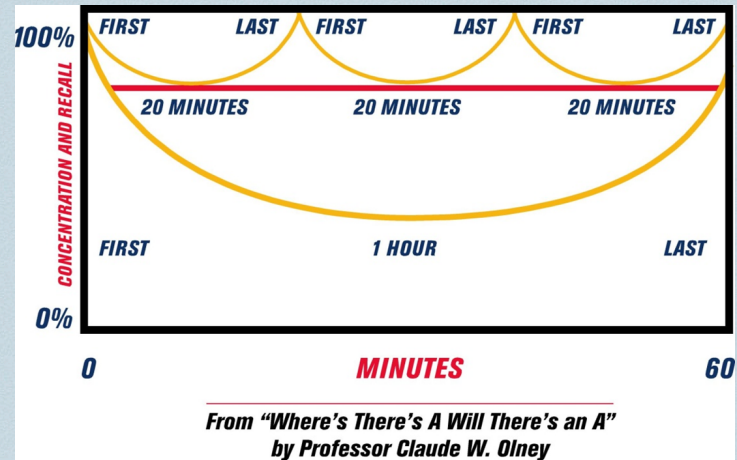 100%
FIRST LAST FIRST LAST FIRST LAST
CONCENTRATION AND RECALL
20 MINUTES 20 MINUTES 20 MINUTES
FIRST 1 HOUR LAST
0%
0 MINUTES 60
From “Where’s There’s A Will There’s an A”
by Professor Claude W. Olney